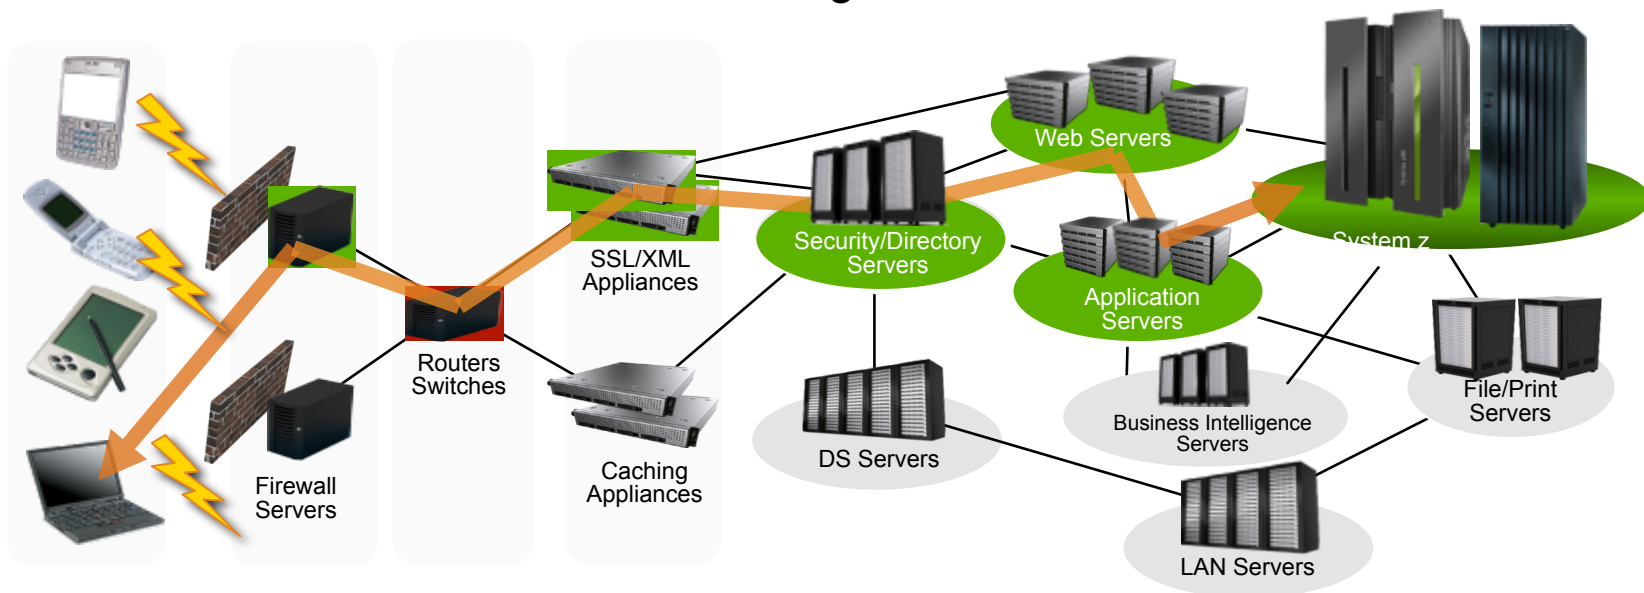 Web Servers
Security/Directory
Servers
System z
SSL/XML
Appliances
Application
Servers
Routers
Switches
File/Print
Servers
Business Intelligence
Servers
DS Servers
Caching
Appliances
Firewall
Servers
LAN Servers